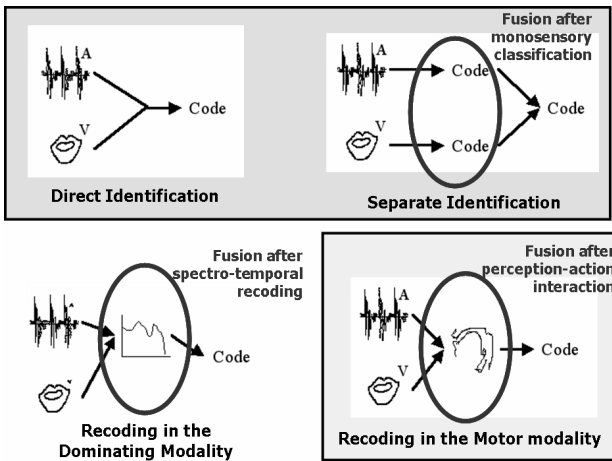 A
V
Code
Direct Identification
Fusion after
monosensory
classification
A
Code
Code
V
Code
Separate Identification
Fusion after
spectro-temporal
recoding
Code
Recoding in the
Dominating Modality
Fusion after
perception-action
interaction
A
V
Code
Recoding in the Motor modality